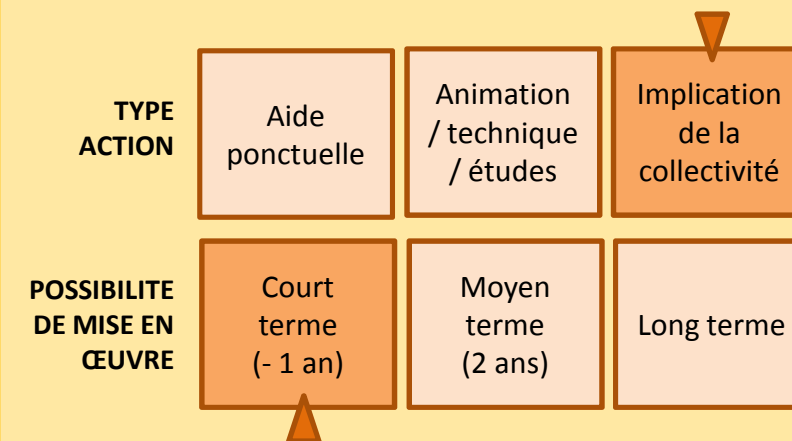 TYPE
ACTION
Aide
ponctuelle
Animation
/ technique
/ études
Implication
de la
collectivité
POSSIBILITE
DE MISE EN
ŒUVRE
Court
terme
(- 1 an)
Moyen
terme
(2 ans)
Long terme